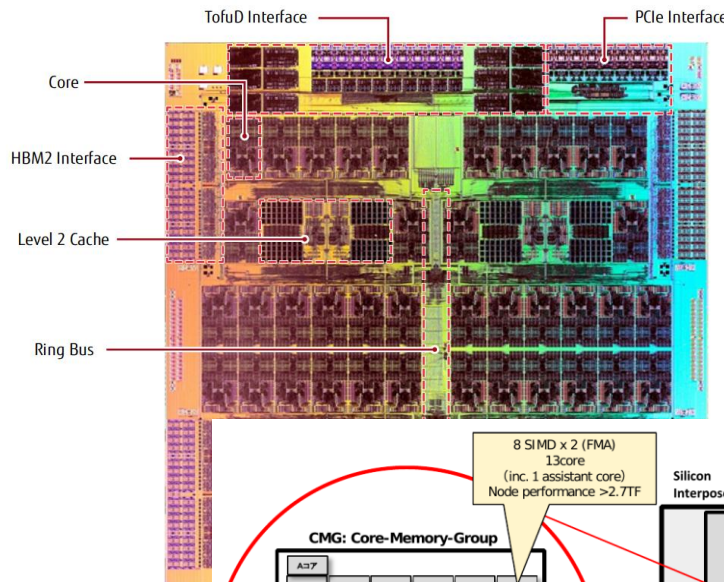 TofuD Interface
PCIe Interface
Core
HBM2 Interface
Level 2 Cache
Ring Bus
8 SIMD x 2 (FMA)
13core
(inc. 1 assistant core)
Node performance >2.7TF
Silicon
Interpose
CMG: Core-Memory-Group
Aコア